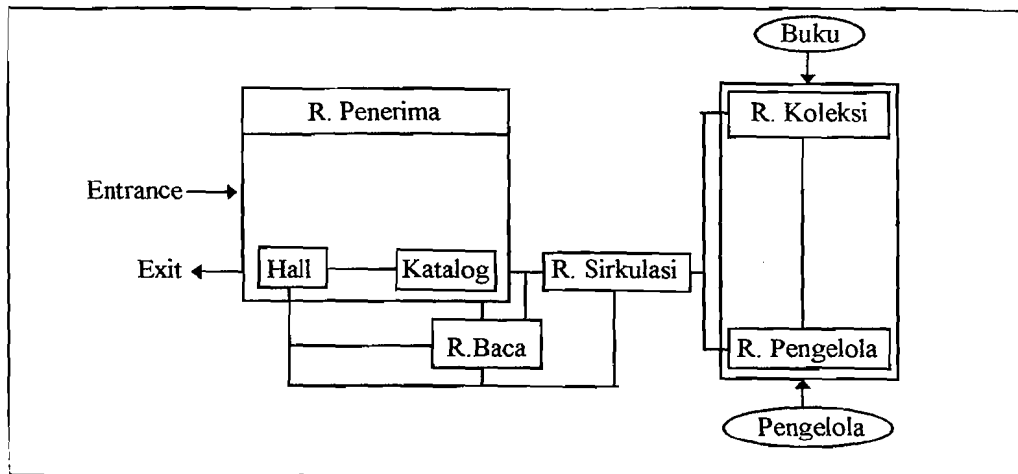 Buku
R. Penerima
R. Koleksi
Entrance
Exit
Hall
Katalog
R. Sirkulasi
R.Baca
R. Pengelola
Pengelola